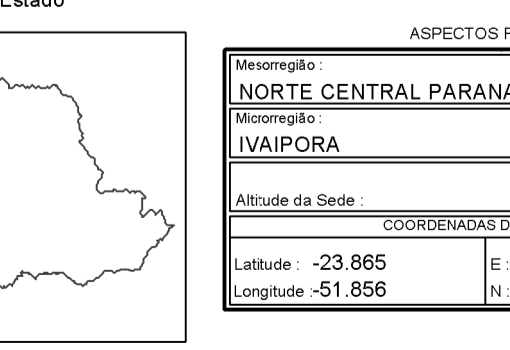 Estado
ASPECTOS F
Mesorregião :
NORTE CENTRAL PARANA
Microrregião :
IVAIPORA
Altitude da Sede :
COORDENADAS D
Latitude : -23.865 E :
Longitude :-51.856 N :